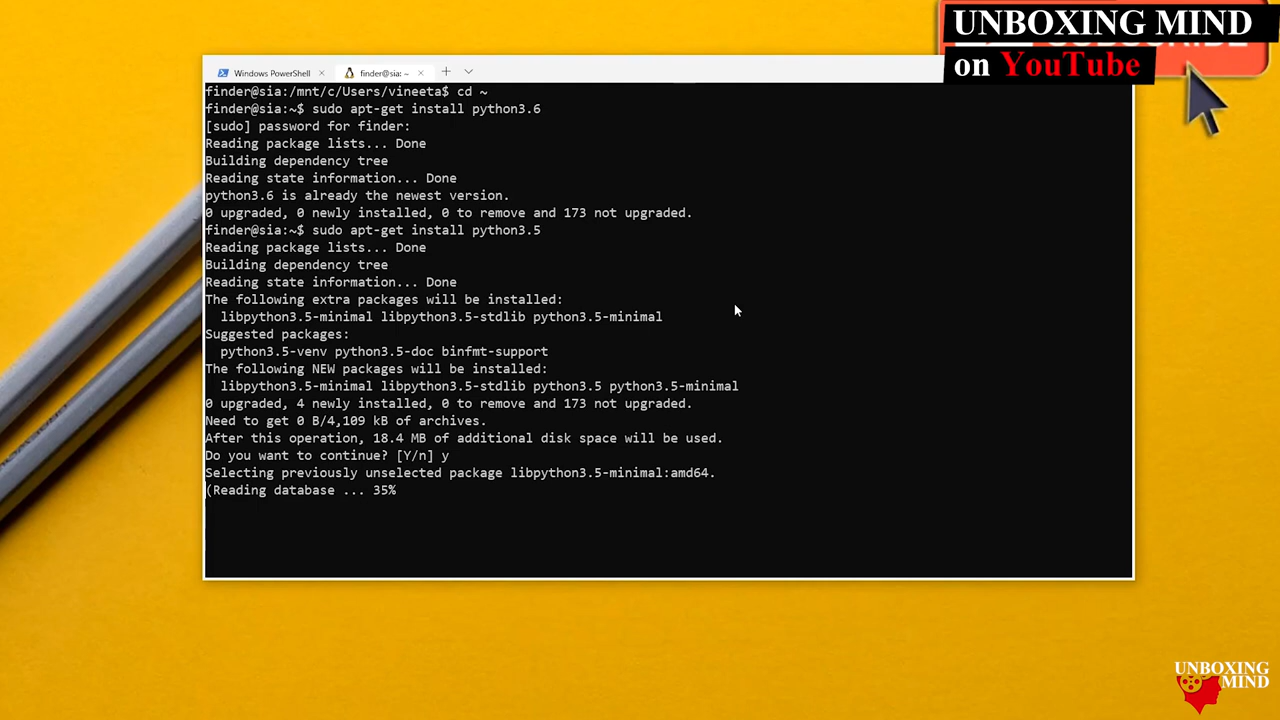 UNBOXING MIND
on YouTube
Windows PowerShell
finder@sia: ~
finder@sia:/mnt/c/Users/vineeta$ cd ~
finder@sia:~$ sudo apt-get install python3.6
[sudo] password for finder:
Reading package lists... Done
Building dependency tree
Reading state information... Done
python3.6 is already the newest version.
0 upgraded, 0 newly installed, 0 to remove and 173 not upgraded.
finder@sia:~$ sudo apt-get install python3.5
Reading package lists... Done
Building dependency tree
Reading state information... Done
The following extra packages will be installed:
libpython3.5-minimal libpython3.5-stdlib python3.5-minimal
Suggested packages:
python3.5-venv python3.5-doc binfmt-support
The following NEW packages will be installed:
libpython3.5-minimal libpython3.5-stdlib python3.5 python3.5-minimal
0 upgraded, 4 newly installed, 0 to remove and 173 not upgraded.
Need to get 0 B/4,109 kB of archives.
After this operation, 18.4 MB of additional disk space will be used.
Do you want to continue? [Y/n] y
Selecting previously unselected package libpython3.5-minimal:amd64.
(Reading database ... 35%
UNBOXING
MIND